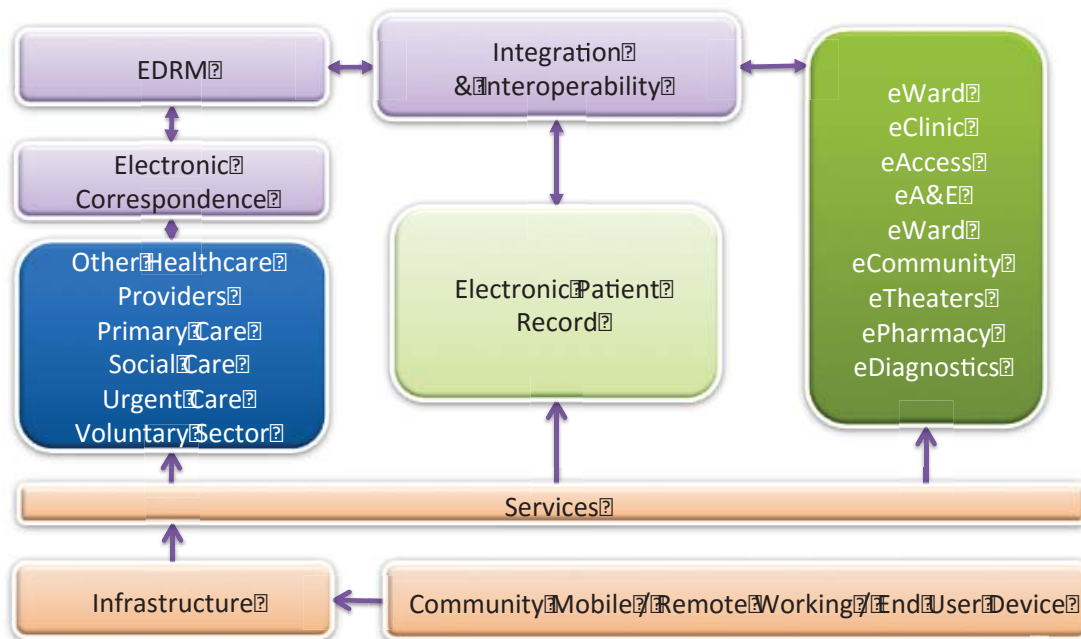 EDRM
Integration
& Interoperability
eWard
eClinic
eAccess
eA&E
eWard
eCommunity
eTheaters
ePharmacy
eDiagnostics
Electronic
Correspondence
Other Healthcare
Providers
Primary Care
Social Care
Urgent Care
Voluntary Sector
Electronic Patient
Record
Services
Infrastructure
Community Mobile / Remote Working / End User Device